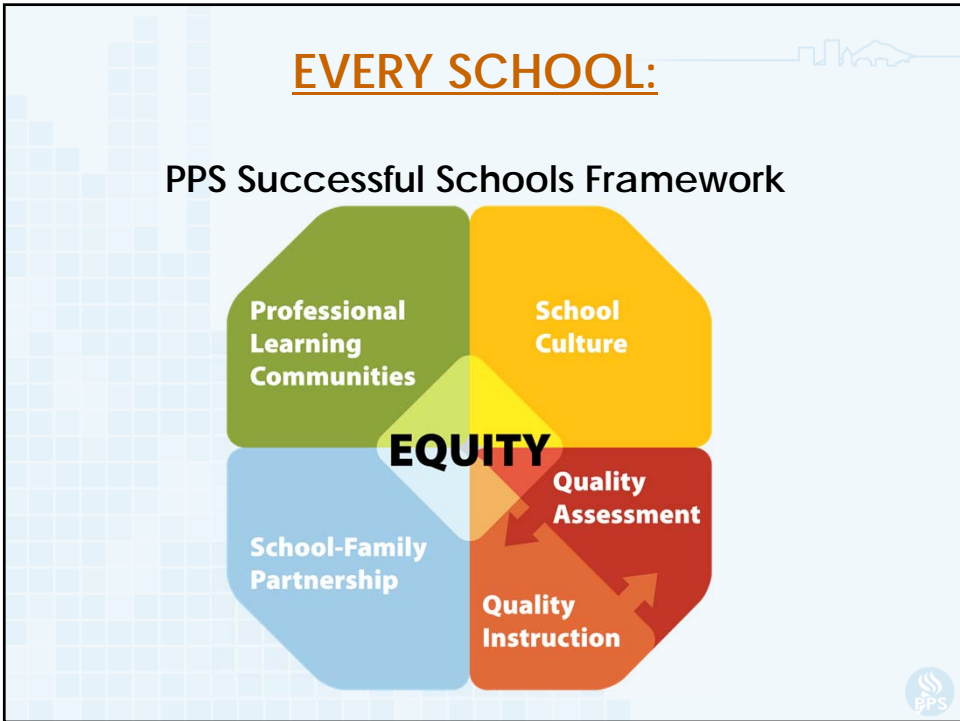 EVERY SCHOOL:
PPS Successful Schools Framework
Professional
Learning
Communities
School
Culture
EQUITY
Quality
Assessment
School-Family
Partnership
Quality
Instruction
PPS